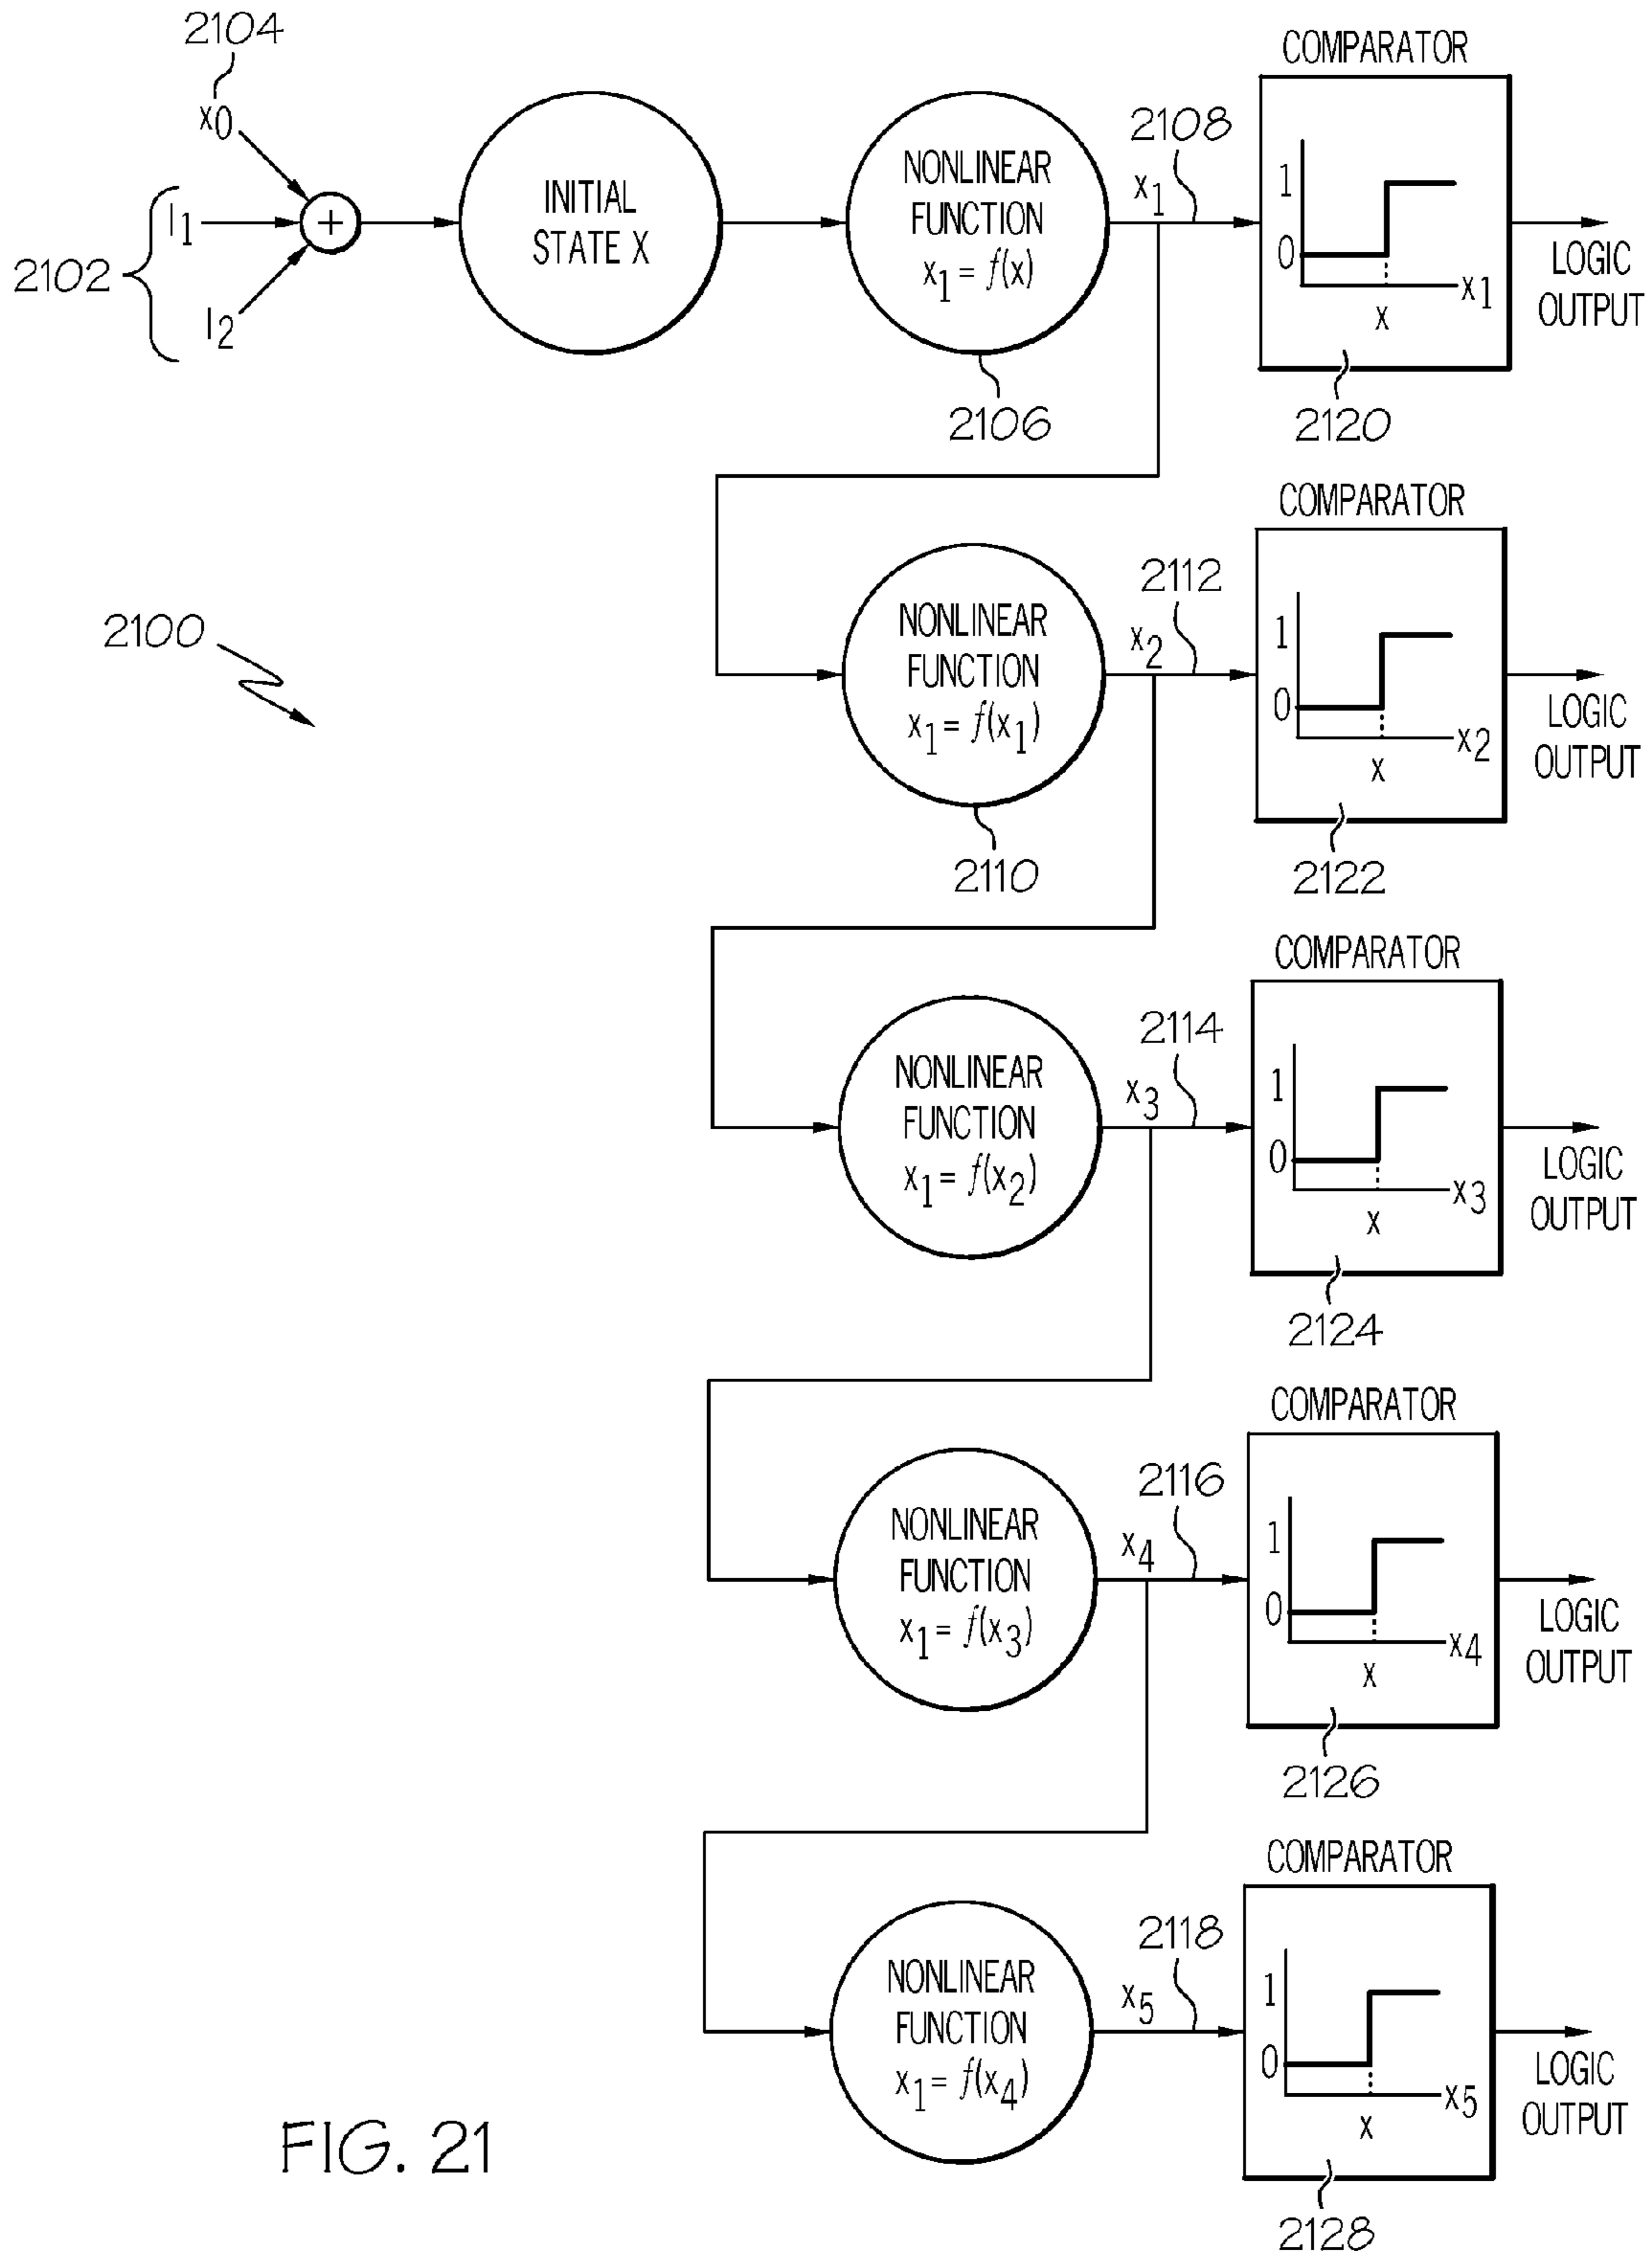 2104
x0
COMPARATOR
2108
2102
I1
I2
+
INITIAL
STATE X
NONLINEAR
FUNCTION
x1 = f(x)
x1
1
0
x1
x
LOGIC
OUTPUT
2106
2120
COMPARATOR
2112
2100
NONLINEAR
FUNCTION
x1 = f(x1)
x2
1
0
x2
x
LOGIC
OUTPUT
2110
2122
COMPARATOR
2114
NONLINEAR
FUNCTION
x1 = f(x2)
x3
1
0
x3
x
LOGIC
OUTPUT
2124
COMPARATOR
2116
NONLINEAR
FUNCTION
x1 = f(x3)
x4
1
0
x4
x
LOGIC
OUTPUT
2126
COMPARATOR
2118
NONLINEAR
FUNCTION
x1 = f(x4)
x5
1
0
x5
x
LOGIC
OUTPUT
2128
FIG. 21